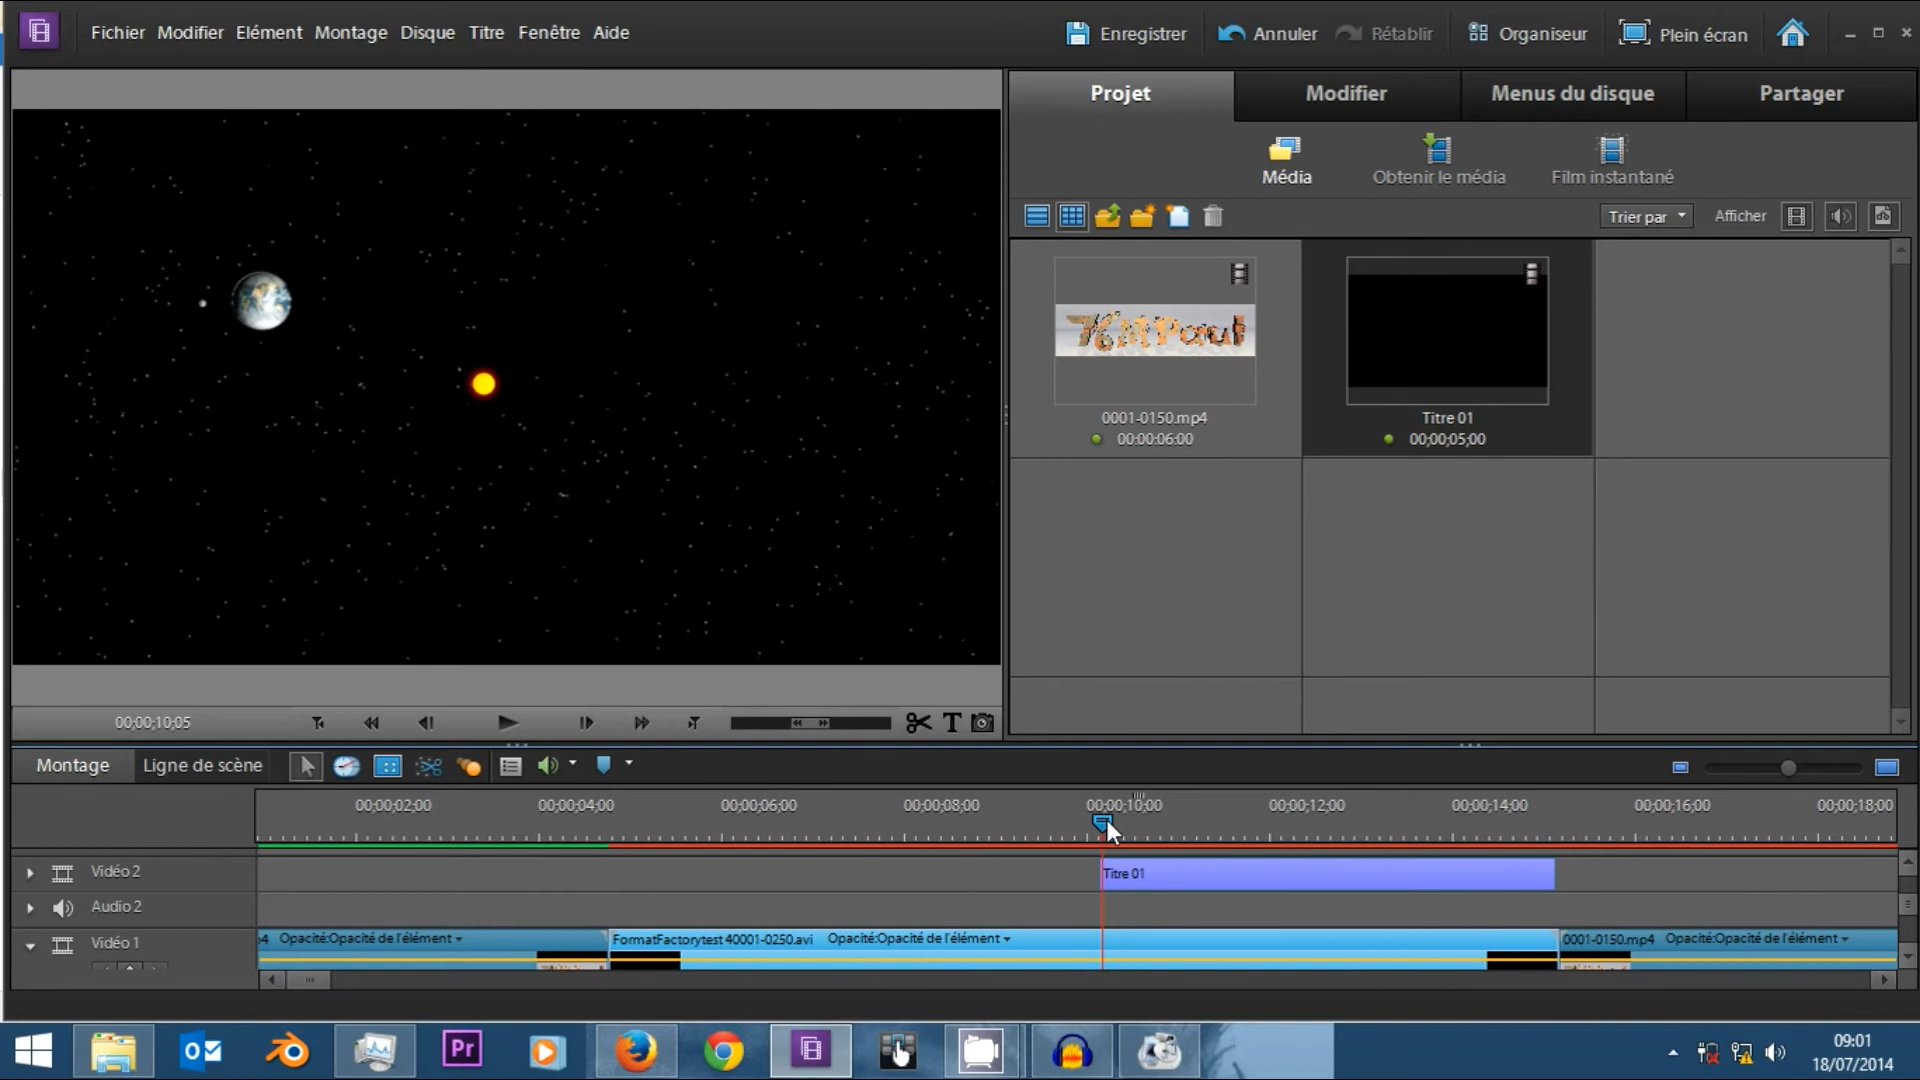 Fichier Modifier Elément Montage Disque Titre Fenêtre Aide
Enregistrer Annuler Rétablir Organiseur Plein écran
Projet Modifier Menus du disque Partager
Média Obtenir le média Film instantané
Trier par Afficher
76MPaul
0001-0150.mp4
00:00:06:00
Titre 01
00;00;05;00
00;00;10;05
T
Montage Ligne de scène
00;00;02;00 00;00;04;00 00;00;06;00 00;00;08;00 00;00;10;00 00;00;12;00 00;00;14;00 00;00;16;00 00;00;18;00
Vidéo 2
Titre 01
Audio 2
Vidéo 1
Opacité:Opacité de l'élément
FormatFactorytest 40001-0250.avi Opacité:Opacité de l'élément
0001-0150.mp4 Opacité:Opacité de l'élément
Pr
09:01
18/07/2014